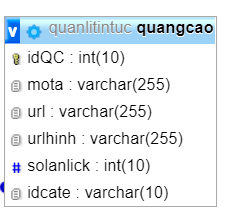 v quanlitintuc quangcao
idQC : int(10)
mota : varchar(255)
url : varchar(255)
urlhinh : varchar(255)
# solanlick : int(10)
idcate : varchar(10)